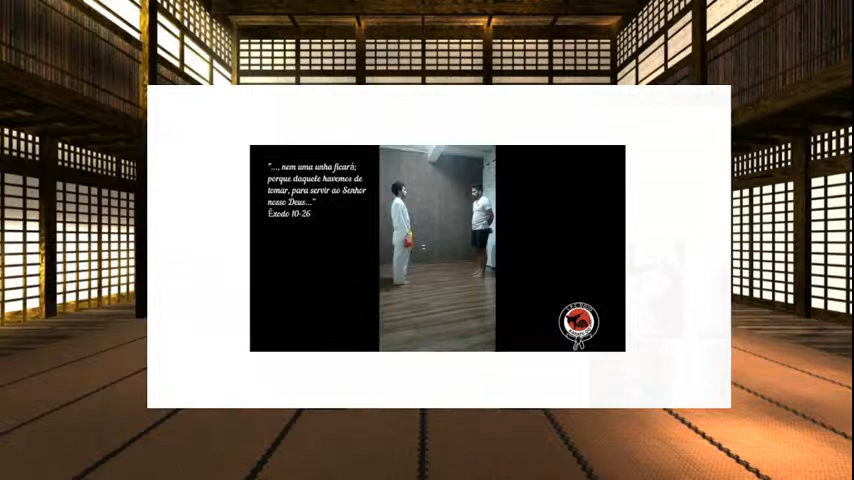 "..., nem uma unha ficará;
porque daquele havemos de
tomar, para servir ao Senhor
nosso Deus..."
Êxodo 10-26